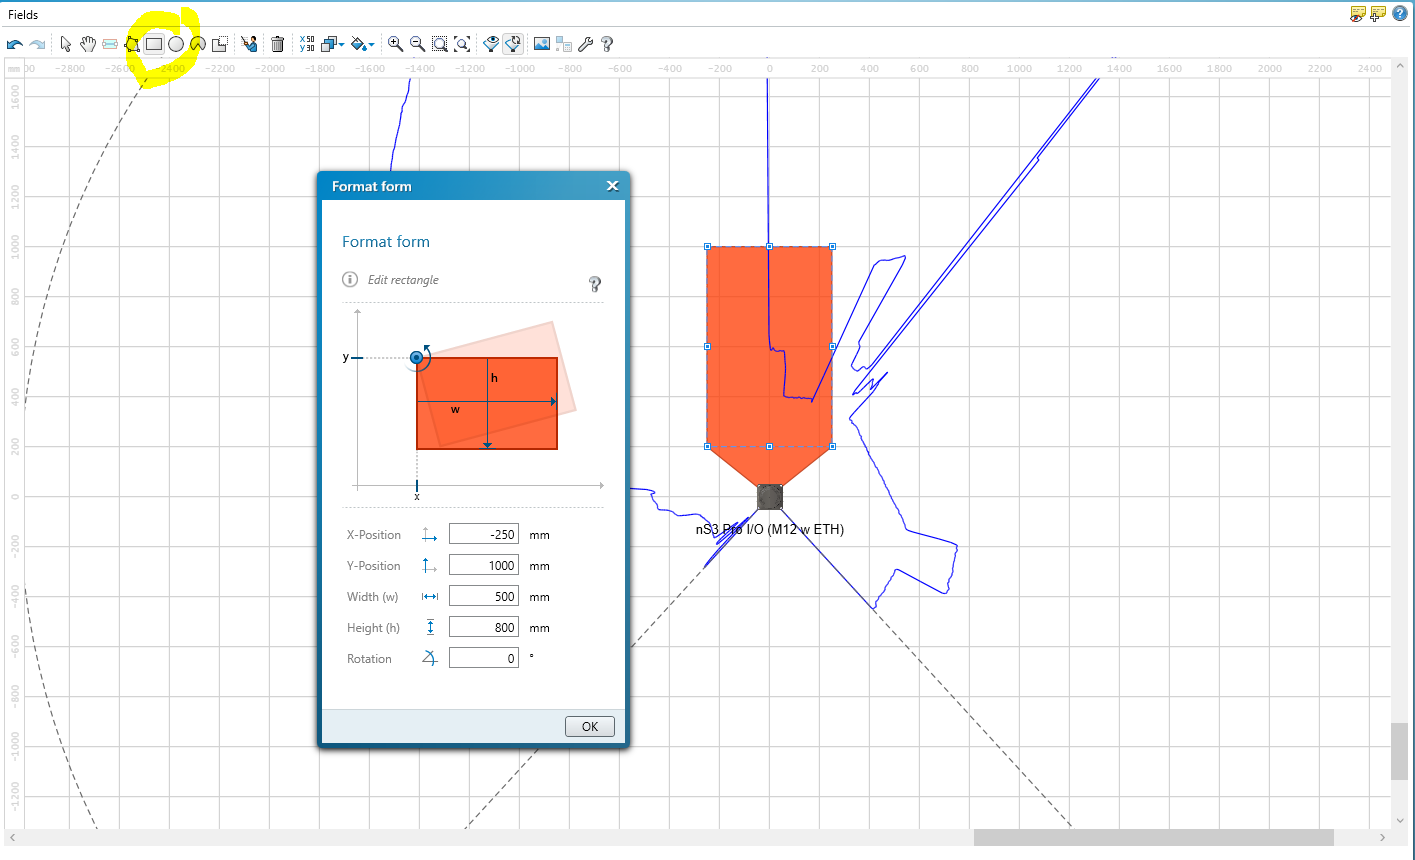 Fields
X 50
y 30
mm 00 -2800 -2600 -2400 -2200 -2000 -1800 -1600 -1400 -1200 -1000 -800 -600 -400 -200 0 200 400 600 800 1000 1200 1400 1600 1800 2000 2200 2400
1600
1400
1200
1000
800
600
400
200
0
-200
-400
-600
-800
-1000
-1200
Format form
Format form
Edit rectangle
y
h
w
x
X-Position -250 mm
Y-Position 1000 mm
Width (w) 500 mm
Height (h) 800 mm
Rotation 0 °
OK
nS3 Pro I/O (M12 w ETH)